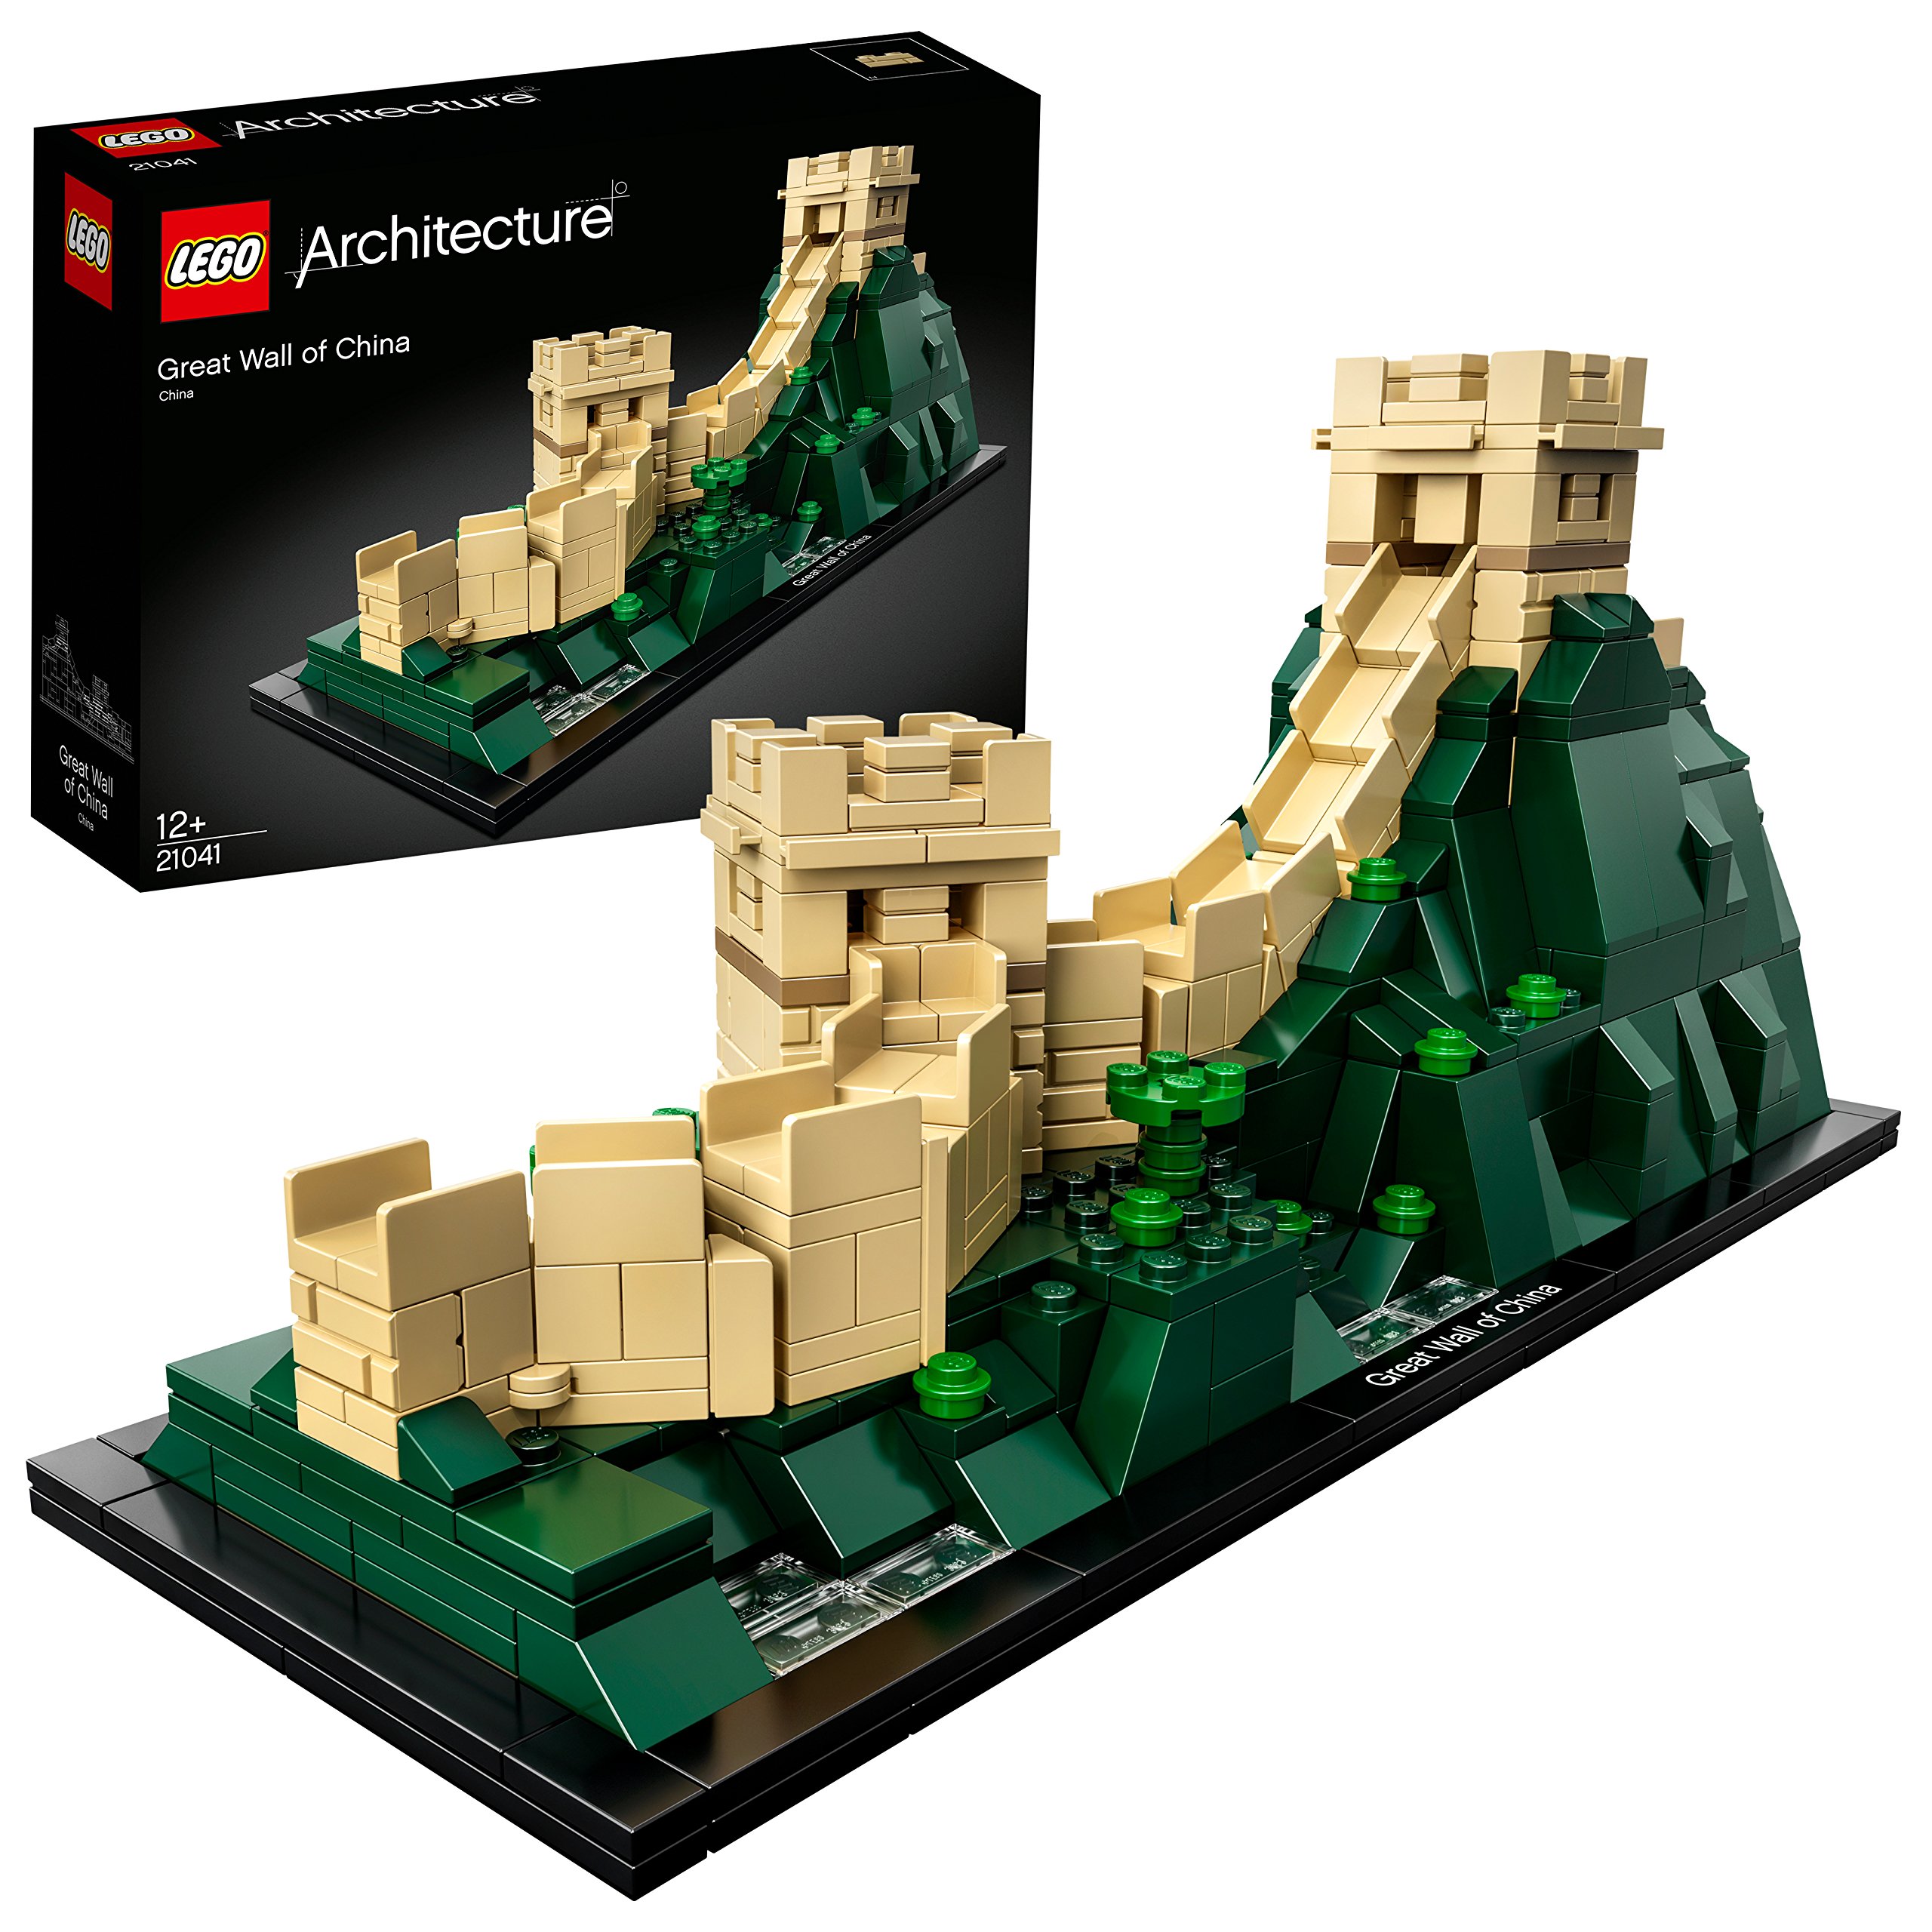 LEGO Architecture
21041
LEGO
LEGO Architecture
Great Wall of China
China
Great Wall
of China
China
12+
21041
Great Wall of China
Great Wall of China